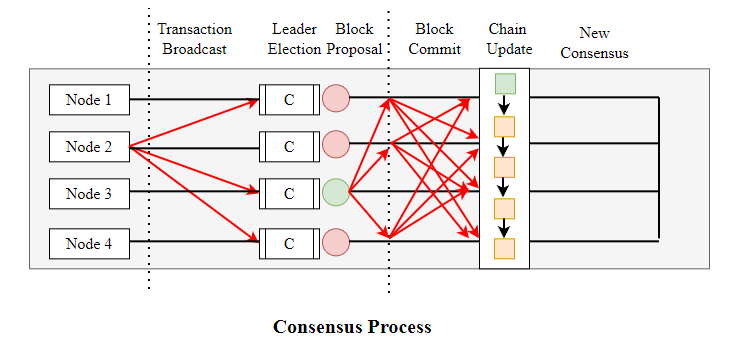 Transaction
Broadcast
Leader
Election
Block
Proposal
Block
Commit
Chain
Update
New
Consensus
Node 1
C
Node 2
C
Node 3
C
Node 4
C
Consensus Process